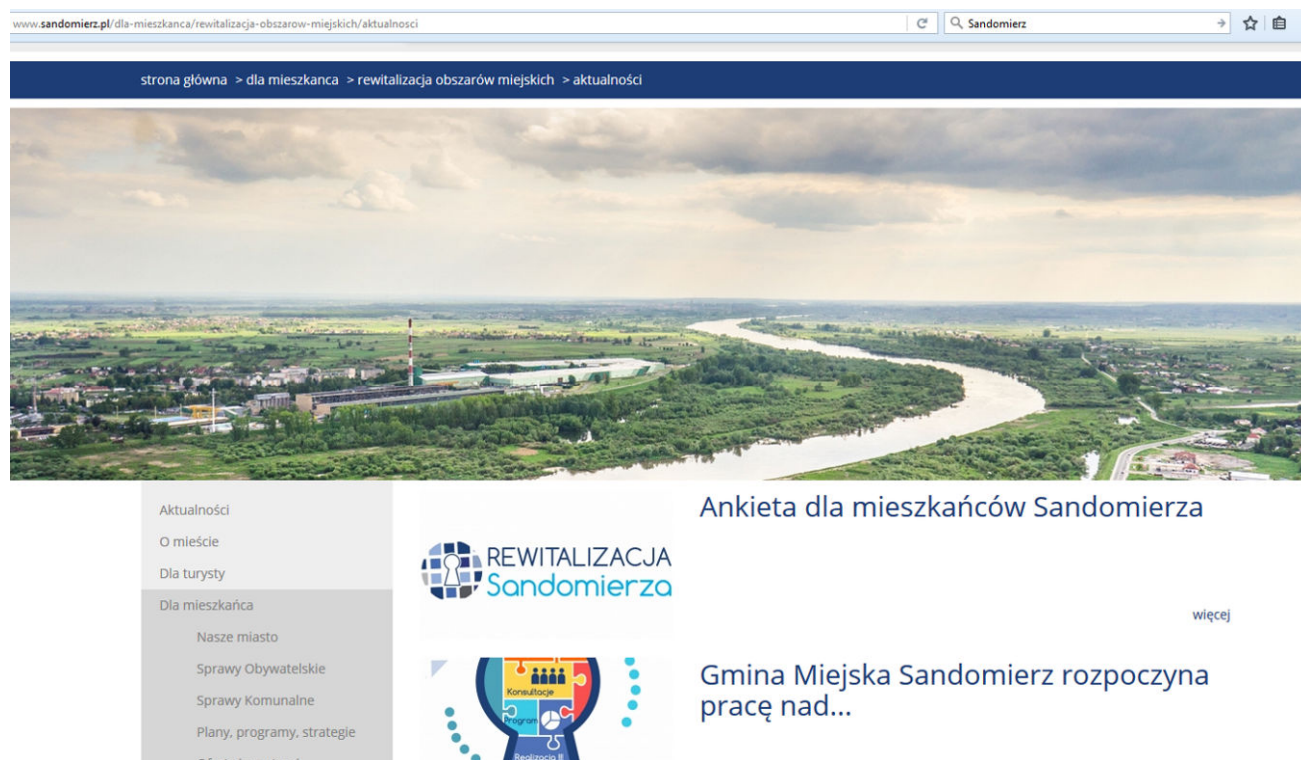 www.sandomierz.pl/dla-mieszkanca/rewitalizacja-obszarow-miejskich/aktualnosci
Sandomierz
strona główna > dla mieszkanca > rewitalizacja obszarów miejskich > aktualności
Aktualności
O mieście
Dla turysty
Dla mieszkańca
Nasze miasto
Sprawy Obywatelskie
Sprawy Komunalne
Plany, programy, strategie
REWITALIZACJA
Sandomierza
Ankieta dla mieszkańców Sandomierza
więcej
Konsultacje
Program
Realizacja II
Gmina Miejska Sandomierz rozpoczyna
pracę nad...